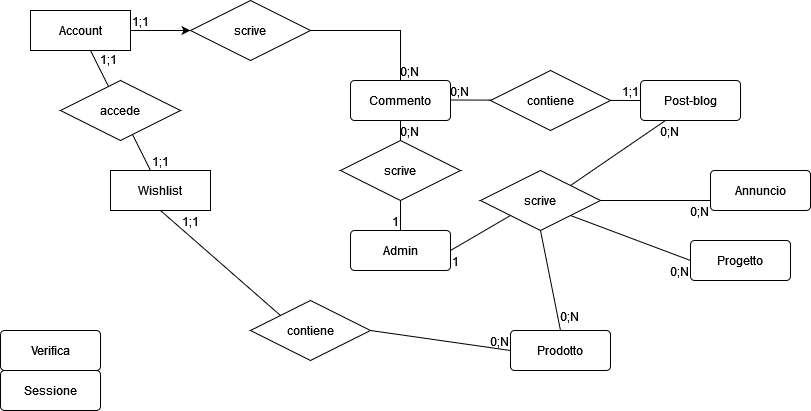 Account
1;1
scrive
1;1
0;N
Commento
0;N
contiene
1;1
Post-blog
accede
0;N
0;N
1;1
scrive
Wishlist
scrive
Annuncio
0;N
1;1
1
Admin
1
Progetto
0;N
0;N
contiene
0;N
Prodotto
Verifica
Sessione